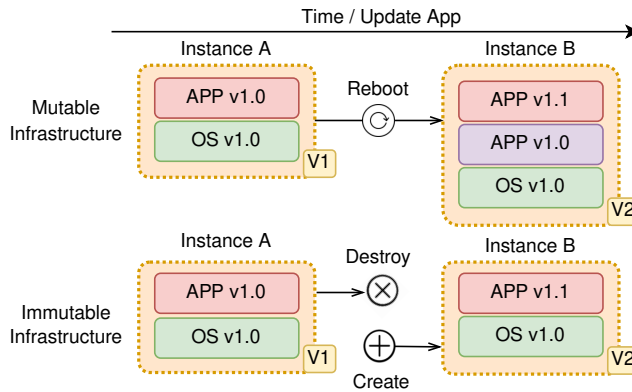 Time / Update App
Instance A
Instance B
Mutable
Infrastructure
APP v1.0
OS v1.0
V1
Reboot
APP v1.1
APP v1.0
OS v1.0
V2
Instance A
Instance B
Immutable
Infrastructure
APP v1.0
OS v1.0
V1
Destroy
Create
APP v1.1
OS v1.0
V2